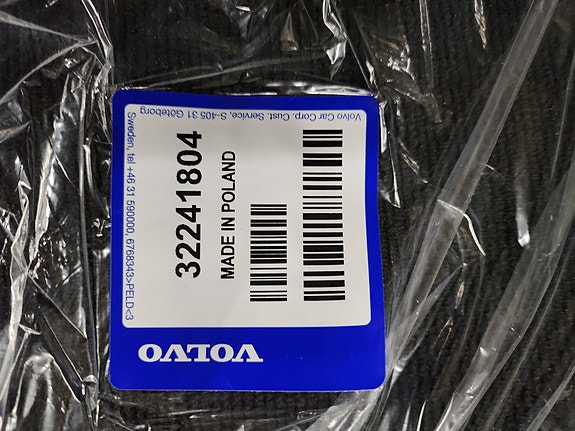 VOLVO
32241804
MADE IN POLAND
Volvo Car Corp. Cust. Service, S-405 31 Göteborg
Sweden, tel +46 31 590000, 6768343>PELD<3